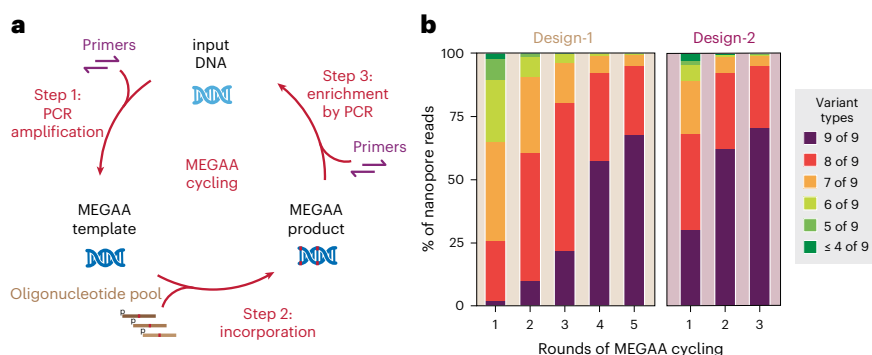 a
Primers
input
DNA
Step 1:
PCR
amplification
Step 3:
enrichment
by PCR
Primers
MEGAA
cycling
MEGAA
template
MEGAA
product
Oligonucleotide pool
P
P
P
Step 2:
incorporation
b
Design-1
Design-2
% of nanopore reads
100
75
50
25
0
1 2 3 4 5
1 2 3
Rounds of MEGAA cycling
Variant
types
9 of 9
8 of 9
7 of 9
6 of 9
5 of 9
≤ 4 of 9